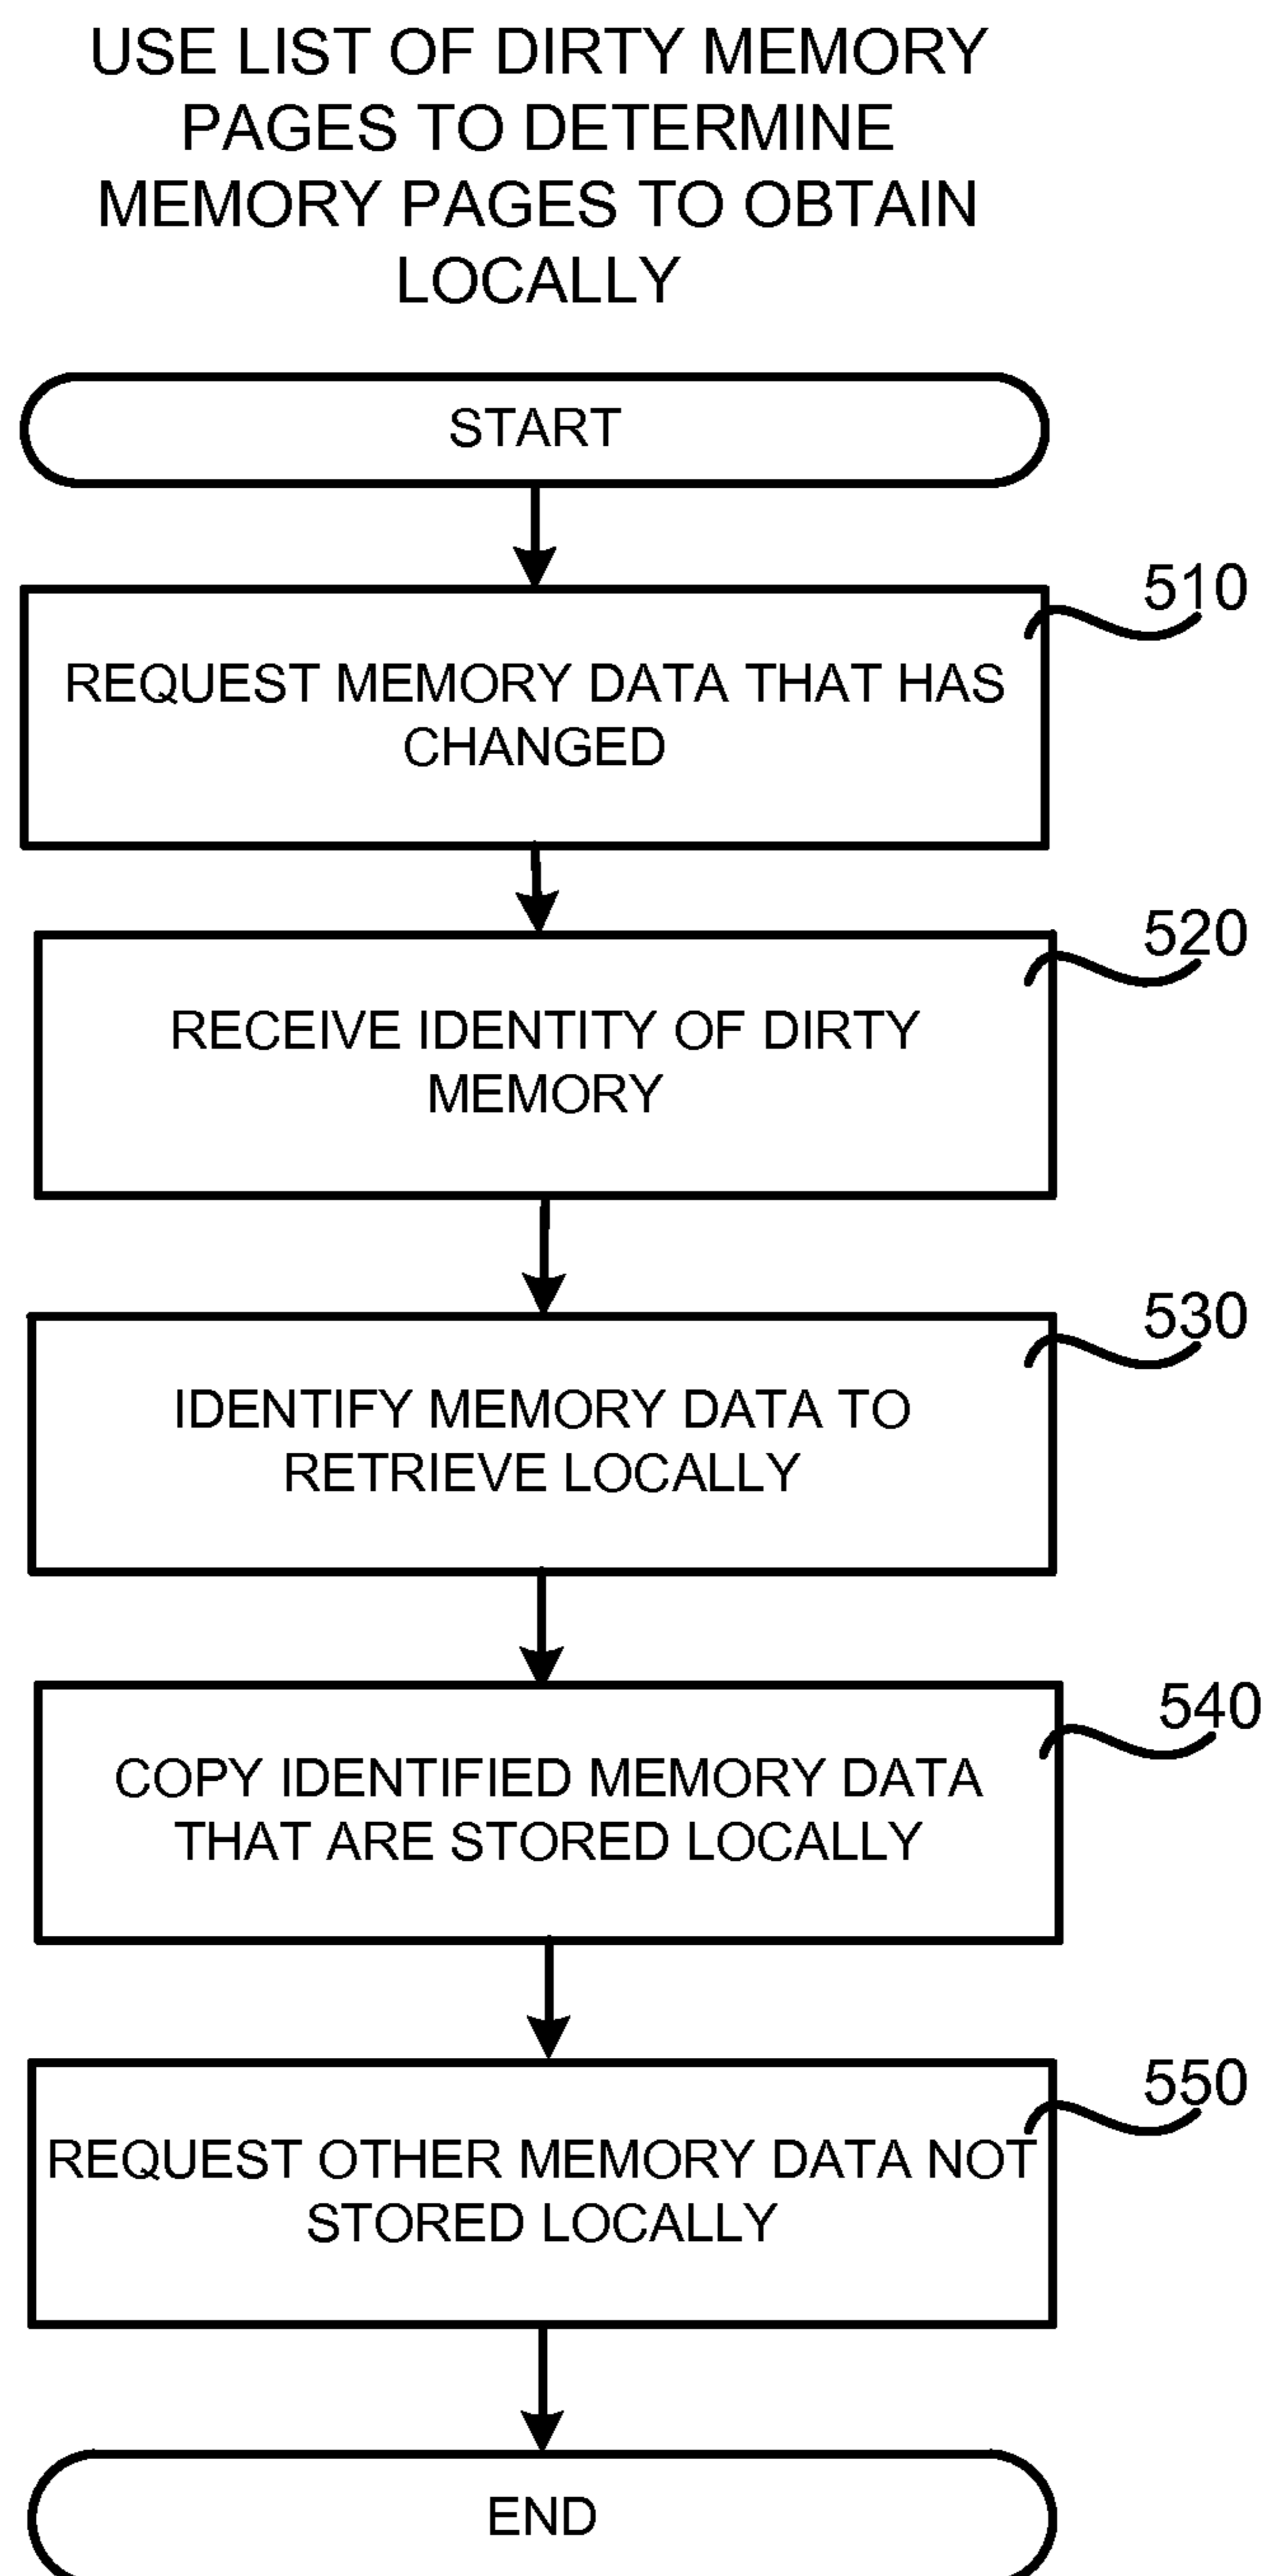 USE LIST OF DIRTY MEMORY
PAGES TO DETERMINE
MEMORY PAGES TO OBTAIN
LOCALLY
START
510
REQUEST MEMORY DATA THAT HAS
CHANGED
520
RECEIVE IDENTITY OF DIRTY
MEMORY
530
IDENTIFY MEMORY DATA TO
RETRIEVE LOCALLY
540
COPY IDENTIFIED MEMORY DATA
THAT ARE STORED LOCALLY
550
REQUEST OTHER MEMORY DATA NOT
STORED LOCALLY
END